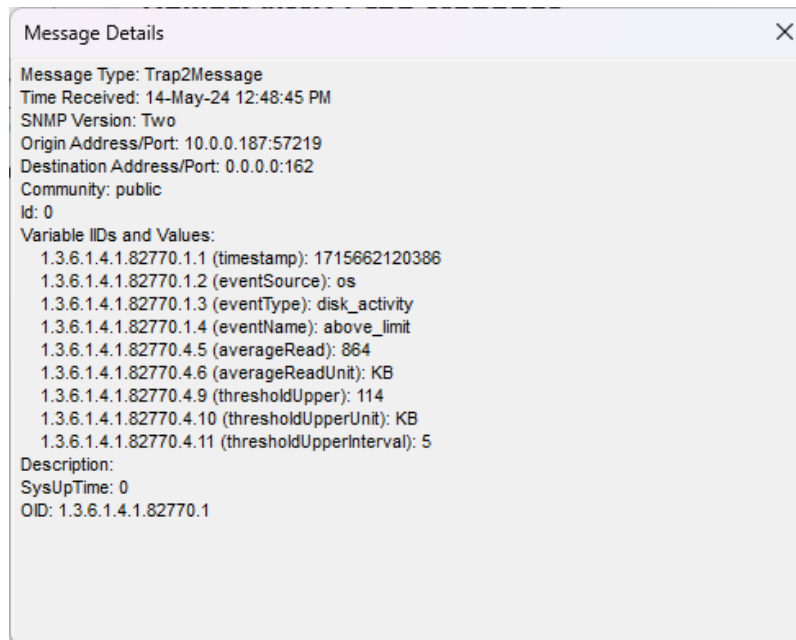 Message Details
Message Type: Trap2Message
Time Received: 14-May-24 12:48:45 PM
SNMP Version: Two
Origin Address/Port: 10.0.0.187:57219
Destination Address/Port: 0.0.0.0:162
Community: public
Id: 0
Variable IIDs and Values:
1.3.6.1.4.1.82770.1.1 (timestamp): 1715662120386
1.3.6.1.4.1.82770.1.2 (eventSource): os
1.3.6.1.4.1.82770.1.3 (eventType): disk_activity
1.3.6.1.4.1.82770.1.4 (eventName): above_limit
1.3.6.1.4.1.82770.4.5 (averageRead): 864
1.3.6.1.4.1.82770.4.6 (averageReadUnit): KB
1.3.6.1.4.1.82770.4.9 (thresholdUpper): 114
1.3.6.1.4.1.82770.4.10 (thresholdUpperUnit): KB
1.3.6.1.4.1.82770.4.11 (thresholdUpperInterval): 5
Description:
SysUpTime: 0
OID: 1.3.6.1.4.1.82770.1